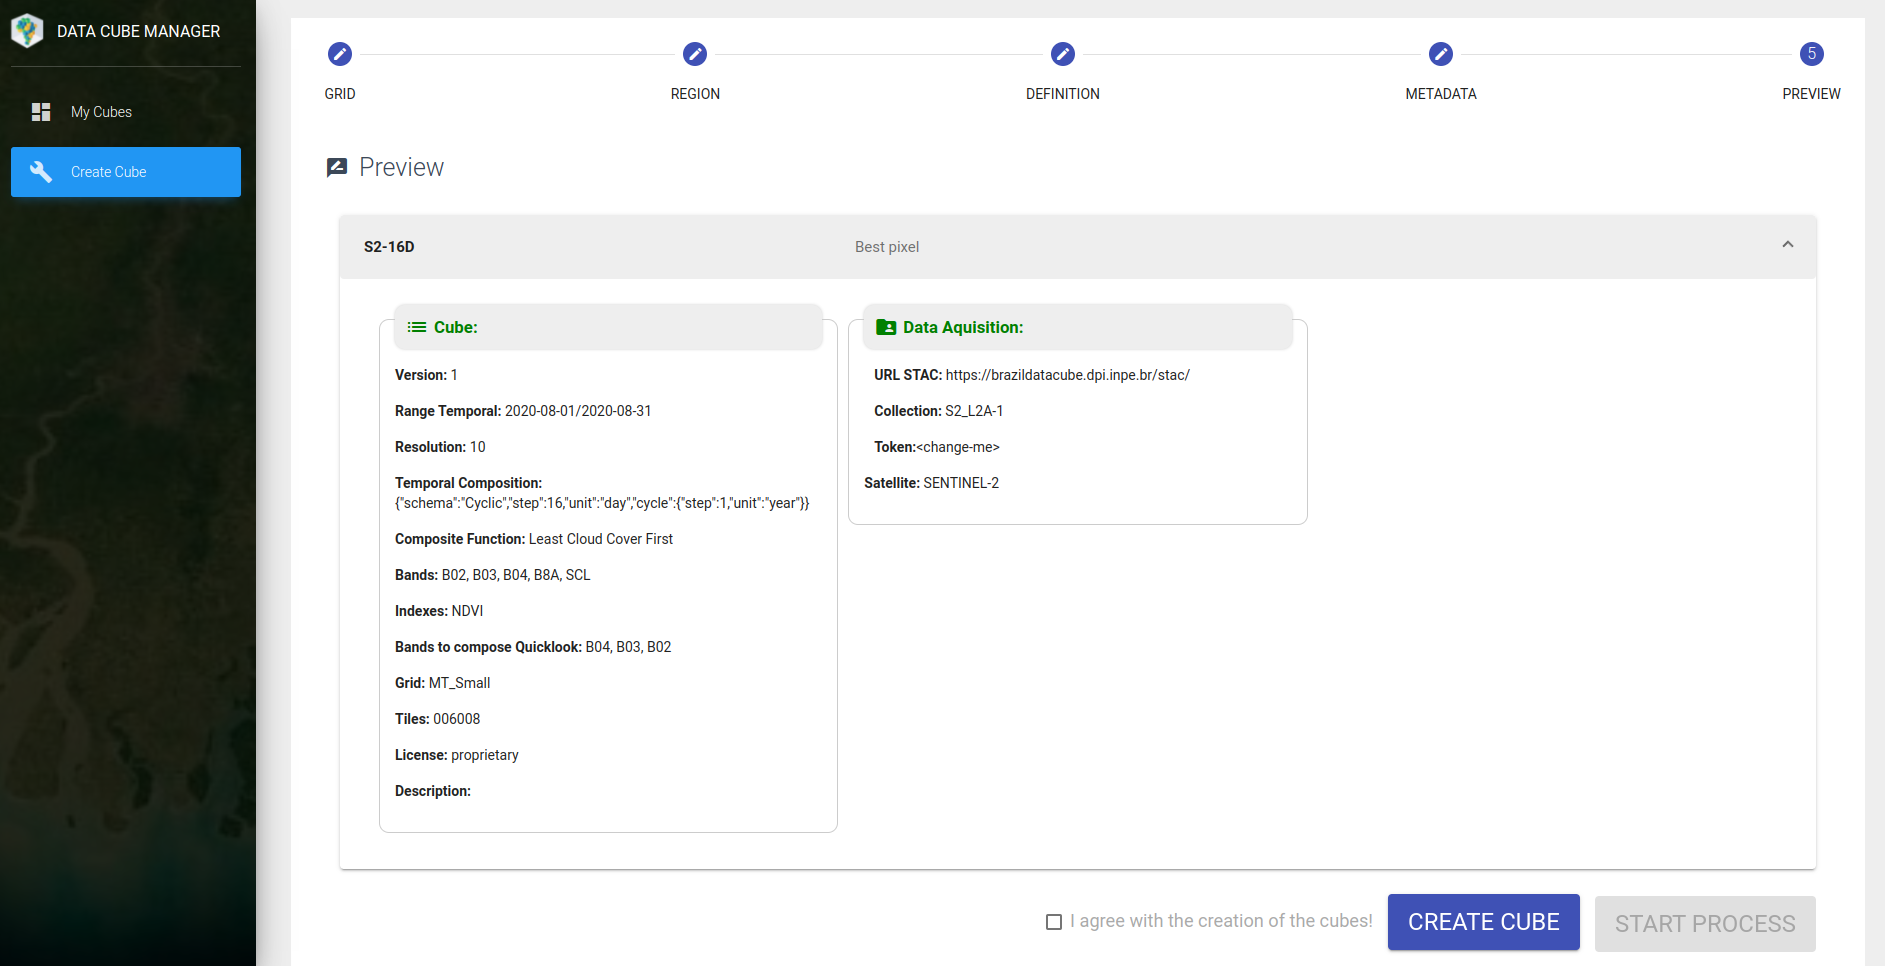 DATA CUBE MANAGER
My Cubes
Create Cube
5
GRID
REGION
DEFINITION
METADATA
PREVIEW
Preview
S2-16D
Best pixel
Cube:
Version: 1
Range Temporal: 2020-08-01/2020-08-31
Resolution: 10
Temporal Composition:
{"schema":"Cyclic","step":16,"unit":"day","cycle":{"step":1,"unit":"year"}}
Composite Function: Least Cloud Cover First
Bands: B02, B03, B04, B8A, SCL
Indexes: NDVI
Bands to compose Quicklook: B04, B03, B02
Grid: MT_Small
Tiles: 006008
License: proprietary
Description:
Data Aquisition:
URL STAC: https://brazildatacube.dpi.inpe.br/stac/
Collection: S2_L2A-1
Token:<change-me>
Satellite: SENTINEL-2
I agree with the creation of the cubes!
CREATE CUBE
START PROCESS